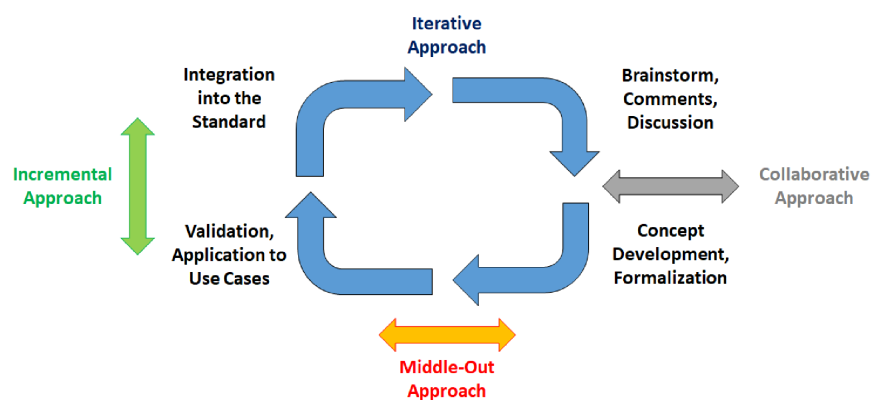 Iterative
Approach
Integration
into the
Standard
Brainstorm,
Comments,
Discussion
Incremental
Approach
Collaborative
Approach
Validation,
Application to
Use Cases
Concept
Development,
Formalization
Middle-Out
Approach